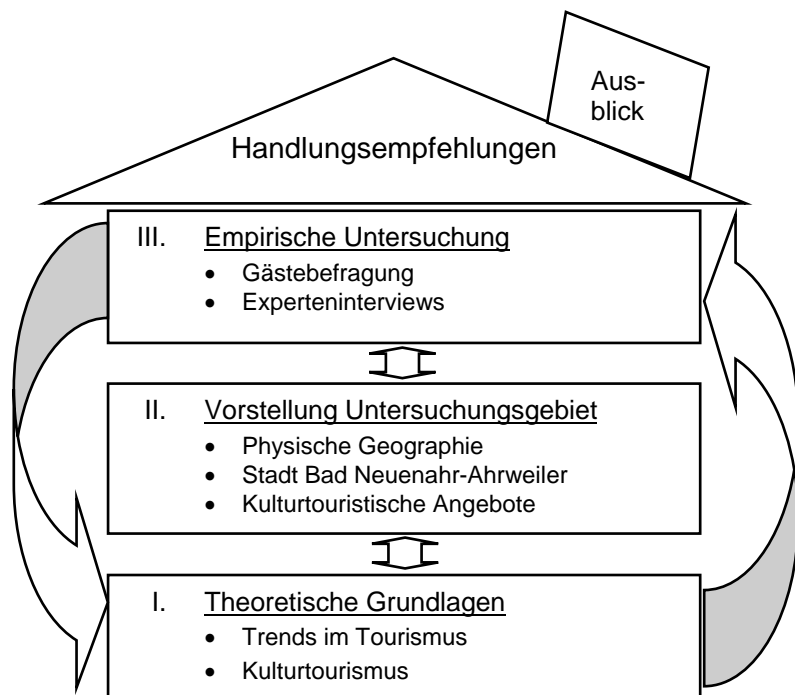 Aus-
blick
Handlungsempfehlungen
III. Empirische Untersuchung
• Gästebefragung
• Experteninterviews
II. Vorstellung Untersuchungsgebiet
• Physische Geographie
• Stadt Bad Neuenahr-Ahrweiler
• Kulturtouristische Angebote
I. Theoretische Grundlagen
• Trends im Tourismus
• Kulturtourismus